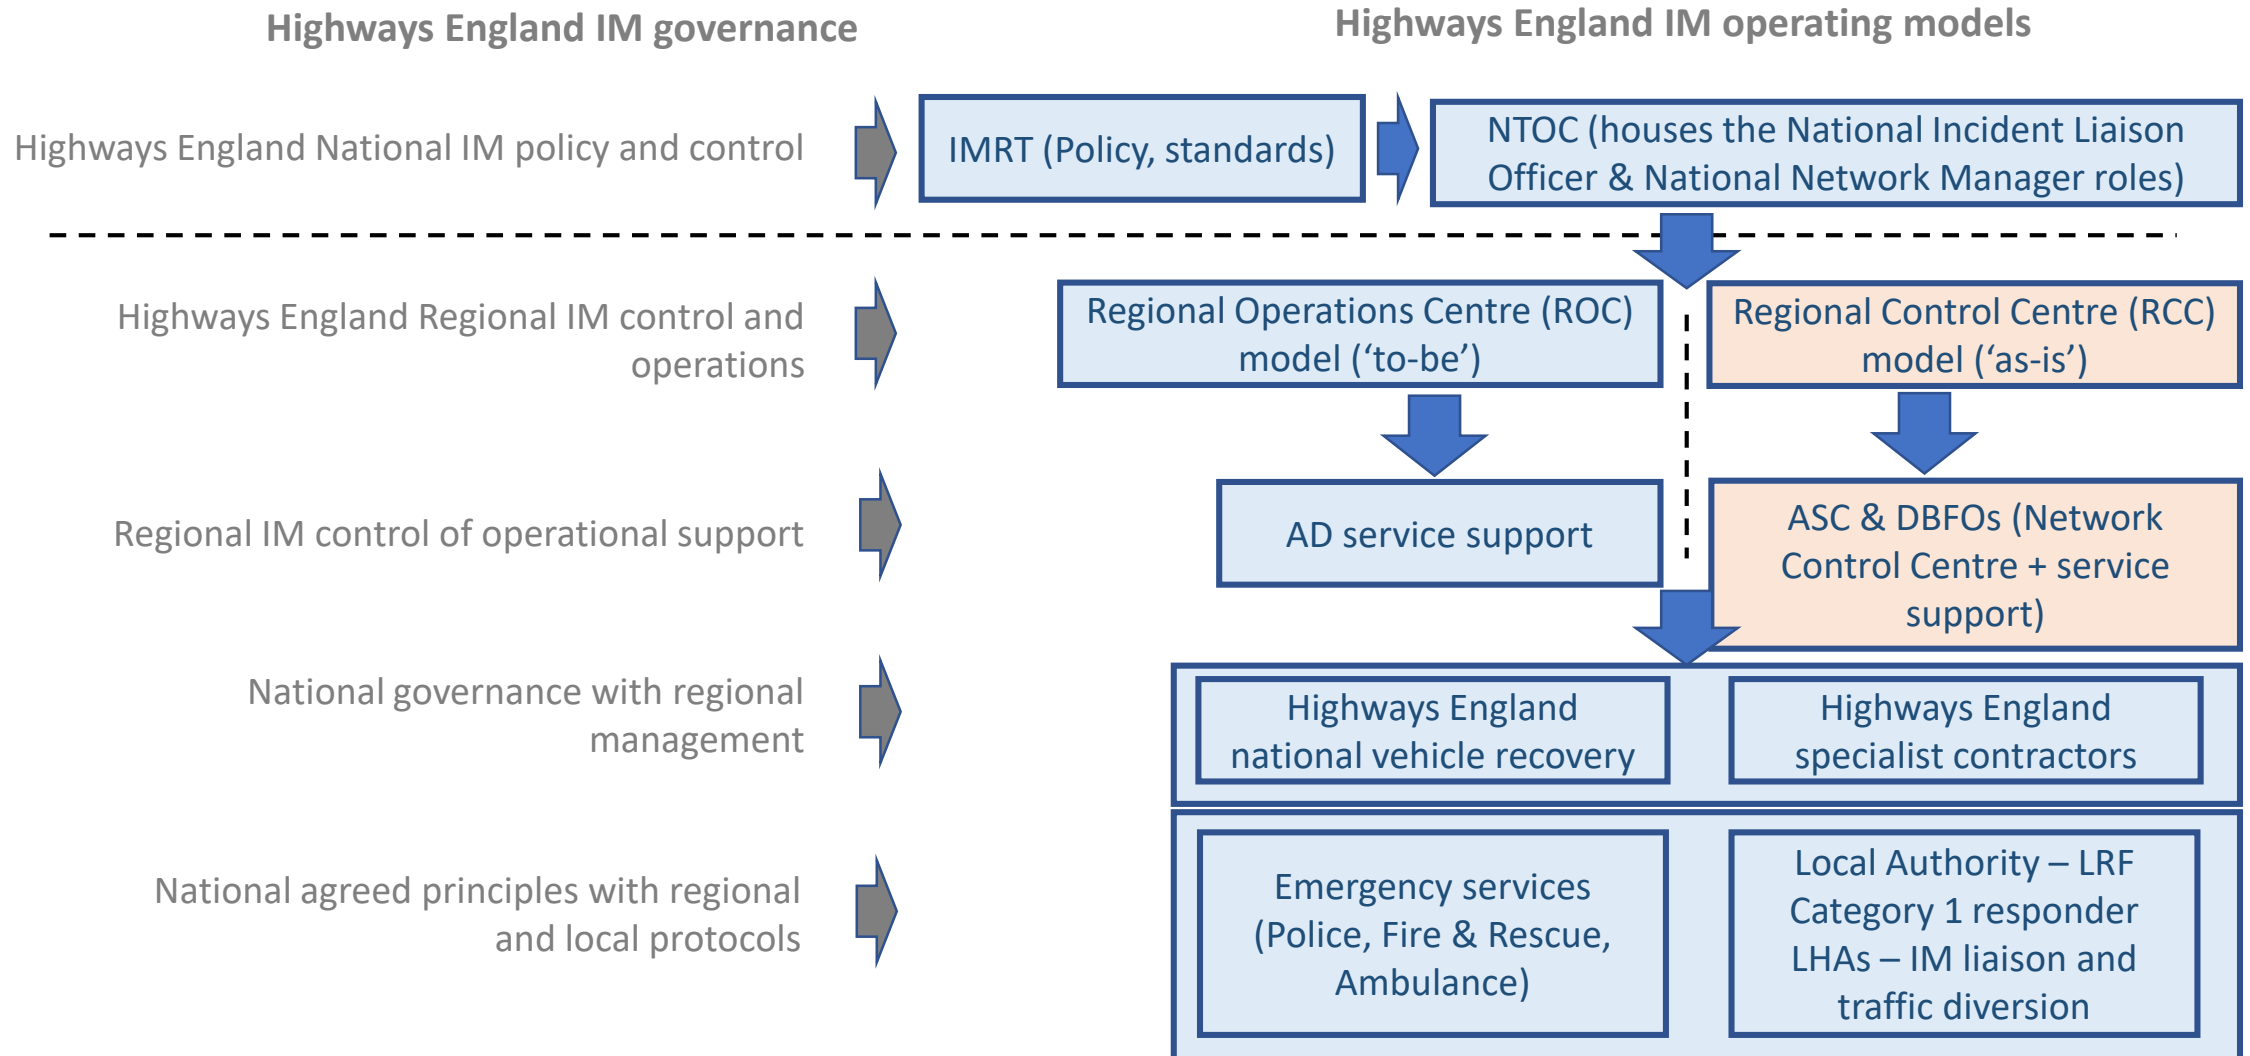 Highways England IM governance
Highways England IM operating models
Highways England National IM policy and control
IMRT (Policy, standards)
NTOC (houses the National Incident Liaison
Officer & National Network Manager roles)
Highways England Regional IM control and
operations
Regional Operations Centre (ROC)
model (‘to-be’)
Regional Control Centre (RCC)
model (‘as-is’)
Regional IM control of operational support
AD service support
ASC & DBFOs (Network
Control Centre + service
support)
National governance with regional
management
Highways England
national vehicle recovery
Highways England
specialist contractors
National agreed principles with regional
and local protocols
Emergency services
(Police, Fire & Rescue,
Ambulance)
Local Authority – LRF
Category 1 responder
LHAs – IM liaison and
traffic diversion